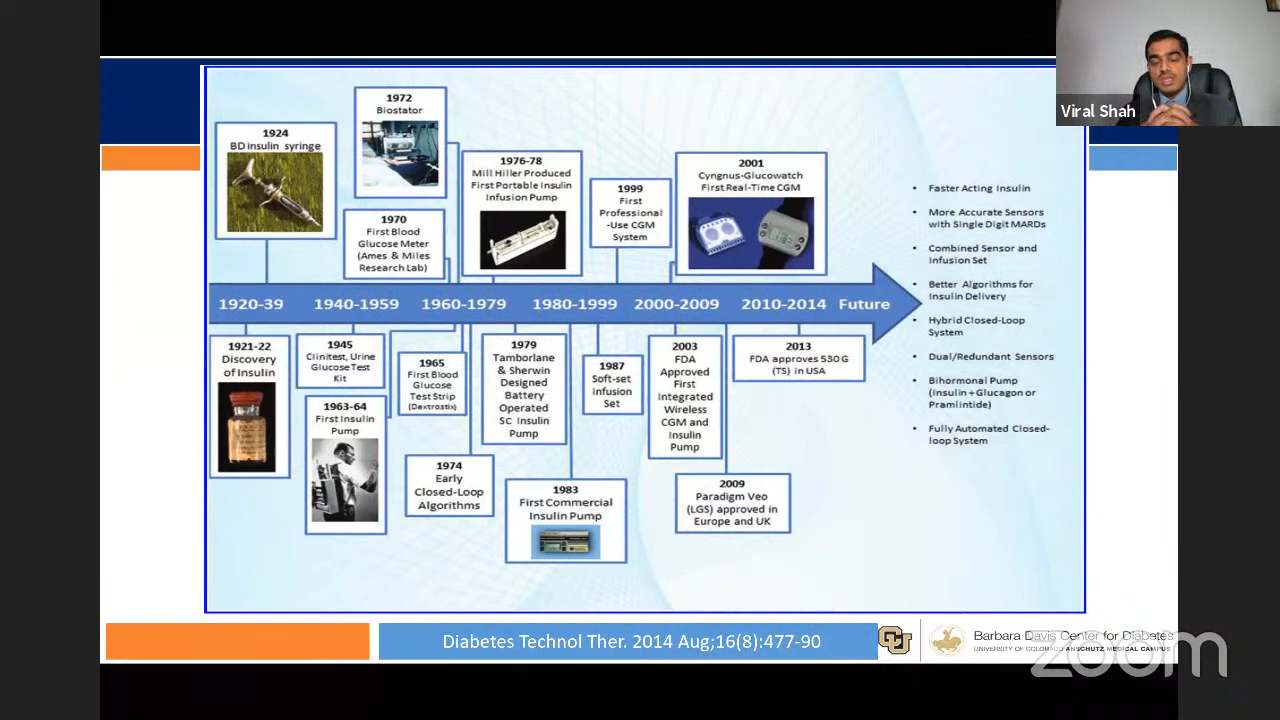 Viral Shah
1972
Biostator
1924
BD insulin syringe
1976-78
Mill Hiller Produced
First Portable Insulin
Infusion Pump
2001
Cyngnus-Glucowatch
First Real-Time CGM
1999
First
Professional
-Use CGM
System
1970
First Blood
Glucose Meter
(Ames & Miles
Research Lab)
1920-39
1940-1959
1960-1979
1980-1999
2000-2009
2010-2014
Future
1921-22
Discovery
of Insulin
1945
Clinitest, Urine
Glucose Test
Kit
1963-64
First Insulin
Pump
1965
First Blood
Glucose
Test Strip
(Dextrostix)
1974
Early
Closed-Loop
Algorithms
1979
Tamborlane
& Sherwin
Designed
Battery
Operated
SC Insulin
Pump
1983
First Commercial
Insulin Pump
1987
Soft-set
Infusion
Set
2003
FDA
Approved
First
Integrated
Wireless
CGM and
Insulin
Pump
2009
Paradigm Veo
(LGS) approved in
Europe and UK
2013
FDA approves 530 G
(TS) in USA
• Faster Acting Insulin
• More Accurate Sensors
with Single Digit MARDs
• Combined Sensor and
Infusion Set
• Better Algorithms for
Insulin Delivery
• Hybrid Closed-Loop
System
• Dual/Redundant Sensors
• Bihormonal Pump
(Insulin + Glucagon or
Pramlintide)
• Fully Automated Closed-
loop System
Diabetes Technol Ther. 2014 Aug;16(8):477-90
CU
Barbara Davis Center for Diabetes
UNIVERSITY OF COLORADO ANSCHUTZ MEDICAL CAMPUS
zoom